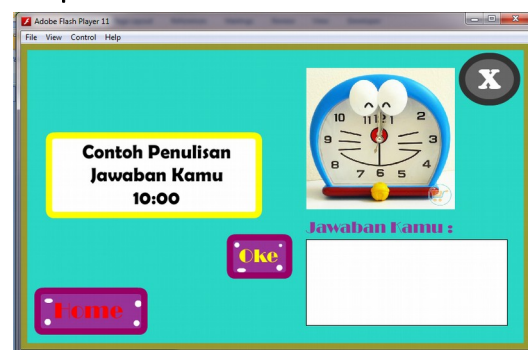 Adobe Flash Player 11
File View Control Help
X
10 11 12 1 2
9 3
8 7 6 5 4
Contoh Penulisan
Jawaban Kamu
10:00
Jawaban Kamu :
Oke
Home